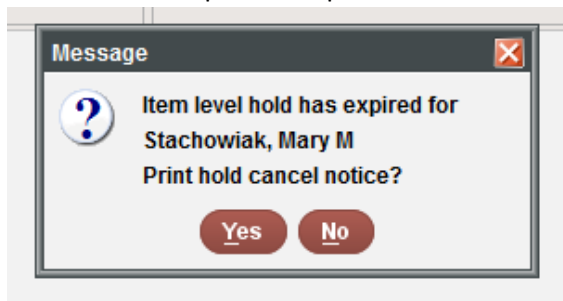 Message
Item level hold has expired for
Stachowiak, Mary M
Print hold cancel notice?
Yes No